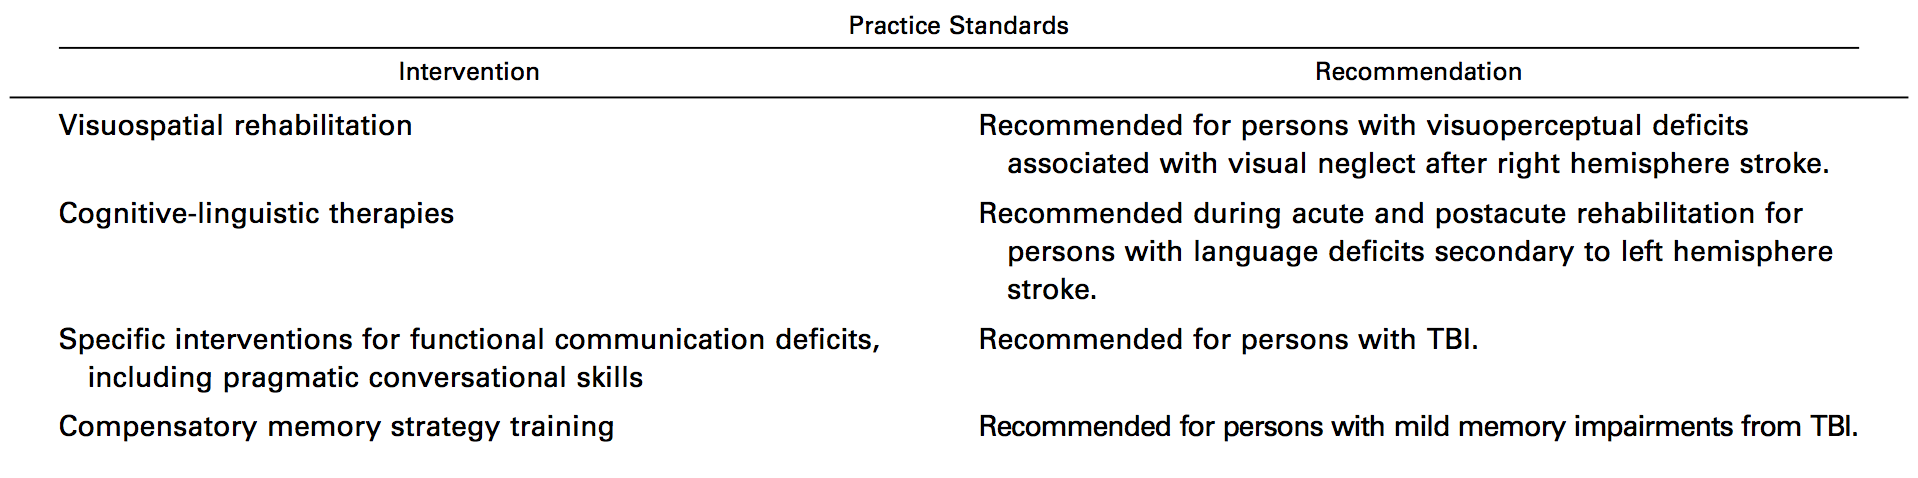 Practice Standards
Intervention Recommendation
Visuospatial rehabilitation Recommended for persons with visuoperceptual deficits
associated with visual neglect after right hemisphere stroke.
Cognitive-linguistic therapies Recommended during acute and postacute rehabilitation for
persons with language deficits secondary to left hemisphere
stroke.
Specific interventions for functional communication deficits, Recommended for persons with TBI.
including pragmatic conversational skills
Compensatory memory strategy training Recommended for persons with mild memory impairments from TBI.